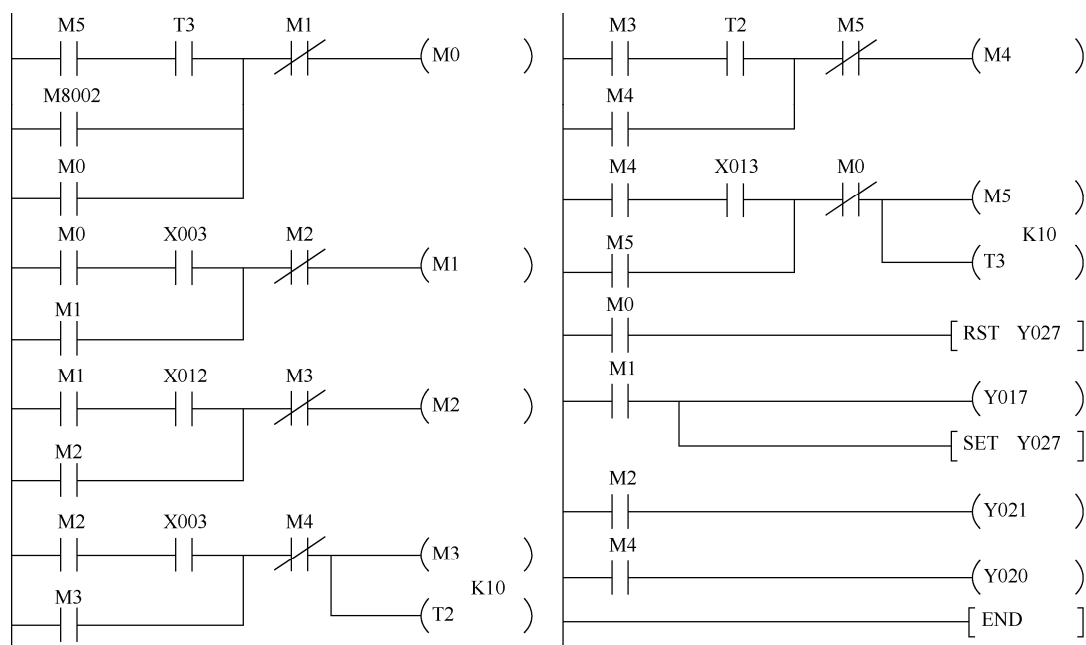 M5 T3 M1
M0
M8002
M0
M0 X003 M2
M1
M1
M1 X012 M3
M2
M2
M2 X003 M4
M3
K10
M3
T2
M3 T2 M5
M4
M4
M4 X013 M0
M5
K10
M5
T3
M0
RST Y027
M1
Y017
SET Y027
M2
Y021
M4
Y020
END